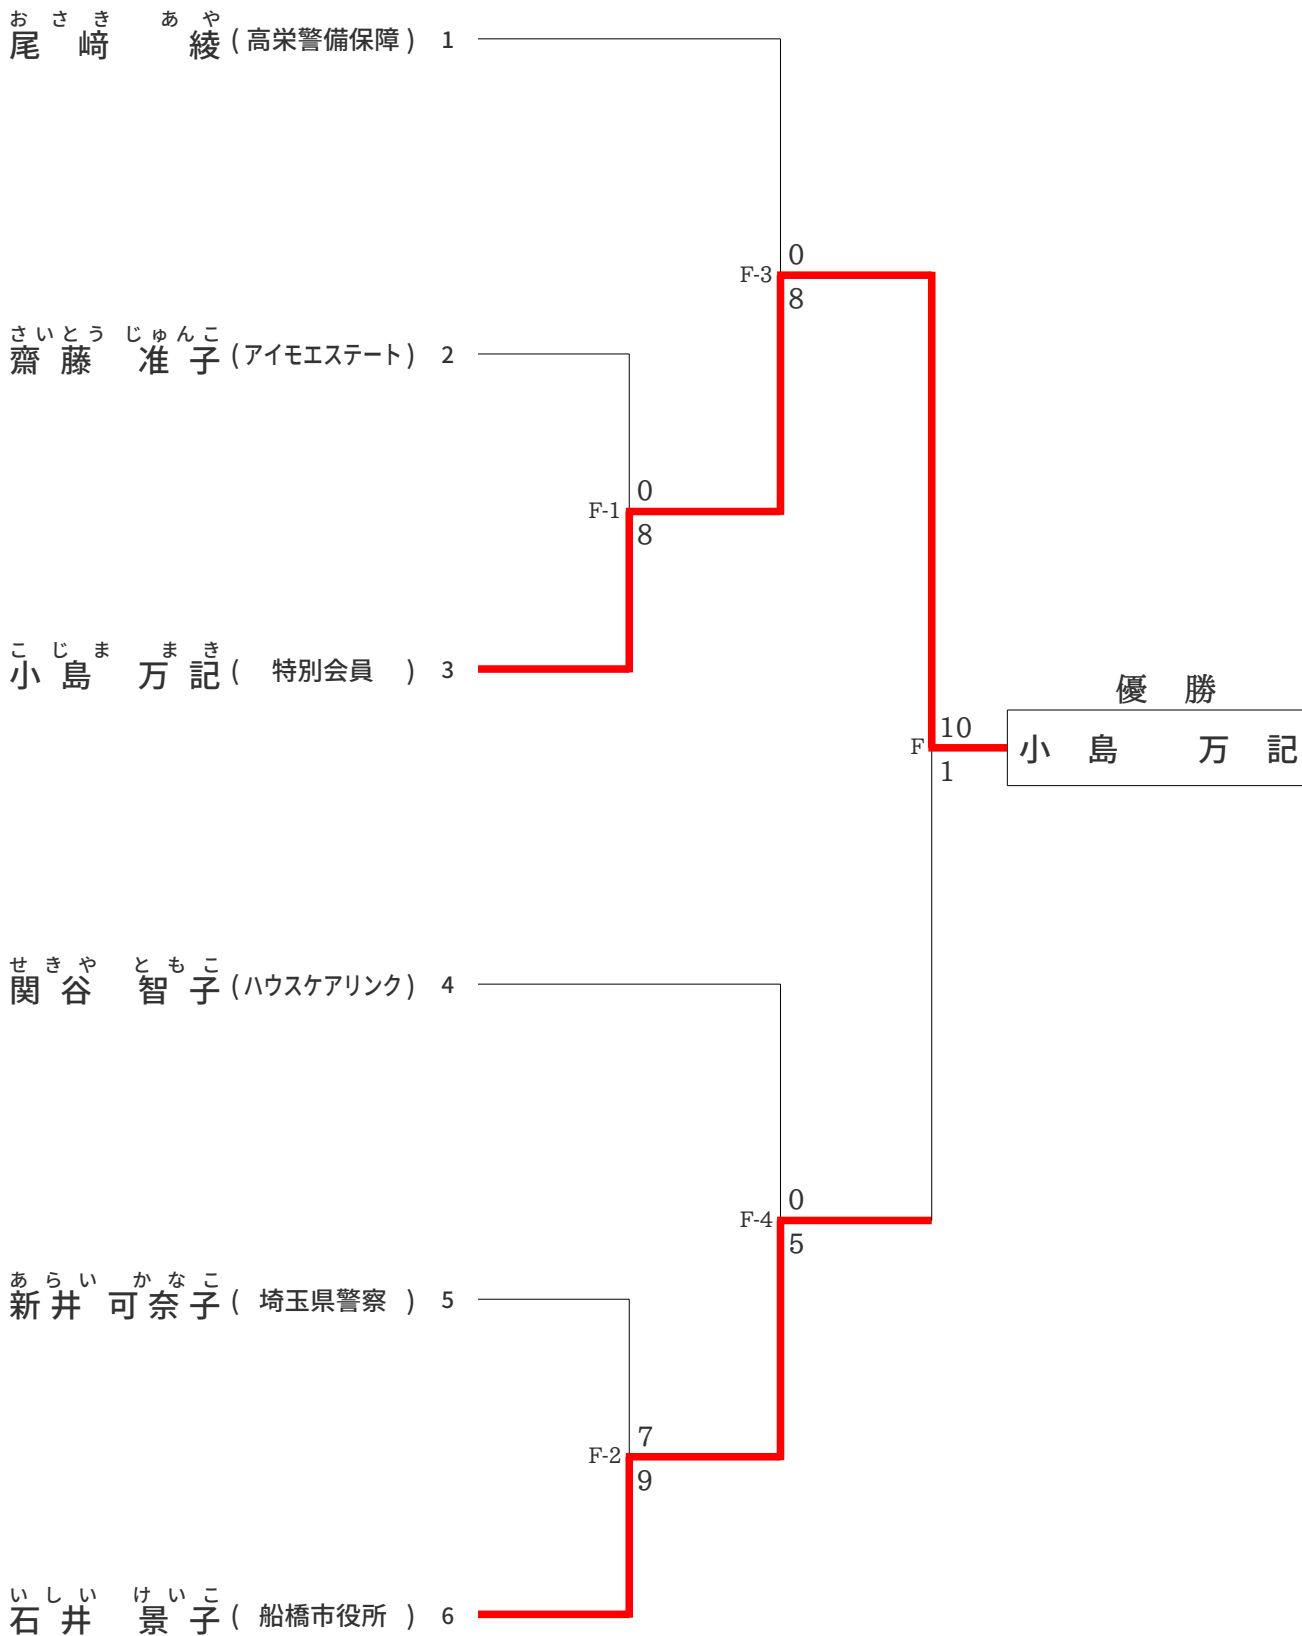 おさき あや
尾﨑 綾 ( 高栄警備保障 ) 1
0
F-3
8
さいとう じゅんこ
齋藤 准子 ( アイモエステート ) 2
0
F-1
8
こじま まき
小島 万記 ( 特別会員 ) 3
優勝
10
F
小島 万記
1
せきや ともこ
関谷 智子 ( ハウスケアリンク ) 4
0
F-4
5
あらい かなこ
新井 可奈子 ( 埼玉県警察 ) 5
7
F-2
9
いしい けいこ
石井 景子 ( 船橋市役所 ) 6